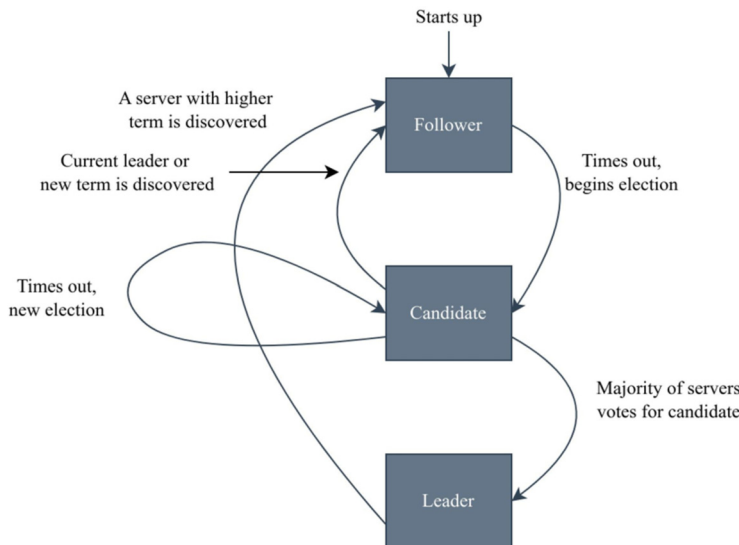 Starts up
A server with higher
term is discovered
Follower
Current leader or
new term is discovered
Times out,
begins election
Times out,
new election
Candidate
Majority of servers
votes for candidate
Leader